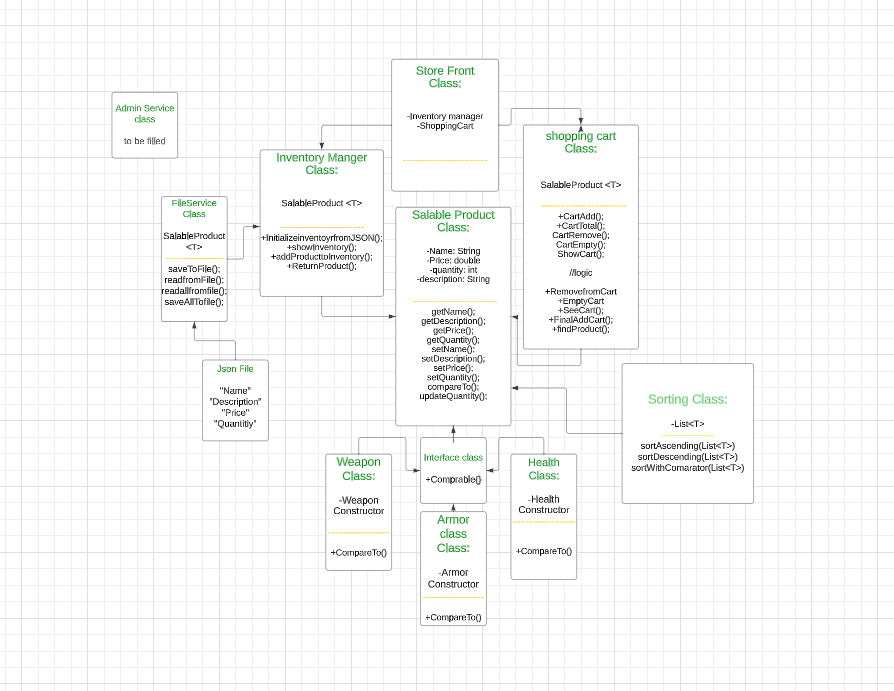 Store Front
Class:
-Inventory manager
-ShoppingCart
Admin Service
class
to be filled
shopping cart
Class:
SalableProduct <T>
+CartAdd();
+CartTotal();
CartRemove();
CartEmpty();
ShowCart();
//logic
+RemovefromCart
+EmptyCart
+SeeCart();
+FinalAddCart();
+findProduct();
Inventory Manger
Class:
SalableProduct <T>
+InitializeinventoyrfromJSON();
+showInventory();
+addProducttoInventory();
+ReturnProduct();
FileService
Class
SalableProduct
<T>
saveToFile();
readfromFile();
readallfromfile();
saveAllTofile();
Salable Product
Class:
-Name: String
-Price: double
-quantity: int
-description: String
getName();
getDescription();
getPrice();
getQuantity();
setName();
setDescription();
setPrice();
setQuantity();
compareTo();
updateQuantity();
Json File
"Name"
"Description"
"Price"
"Quantitiy"
Sorting Class:
-List<T>
sortAscending(List<T>)
sortDescending(List<T>)
sortWithComarator(List<T>)
Weapon
Class:
-Weapon
Constructor
+CompareTo()
Interface class
+Comprable{}
Health
Class:
-Health
Constructor
+CompareTo()
Armor
class
Class:
-Armor
Constructor
+CompareTo()